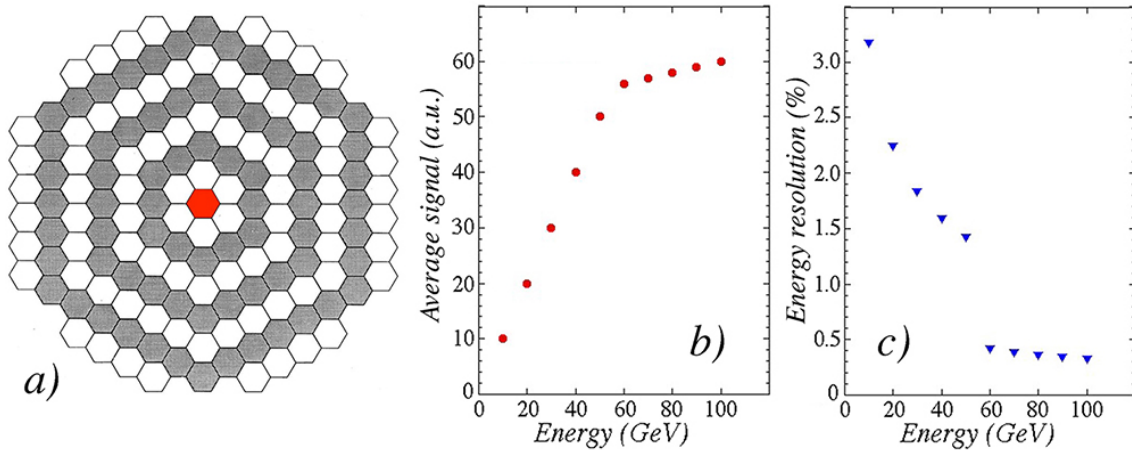 a)
Average signal (a.u.)
60
50
40
30
20
10
0
b)
0 20 40 60 80 100
Energy (GeV)
Energy resolution (%)
3.0
2.5
2.0
1.5
1.0
0.5
0
c)
0 20 40 60 80 100
Energy (GeV)